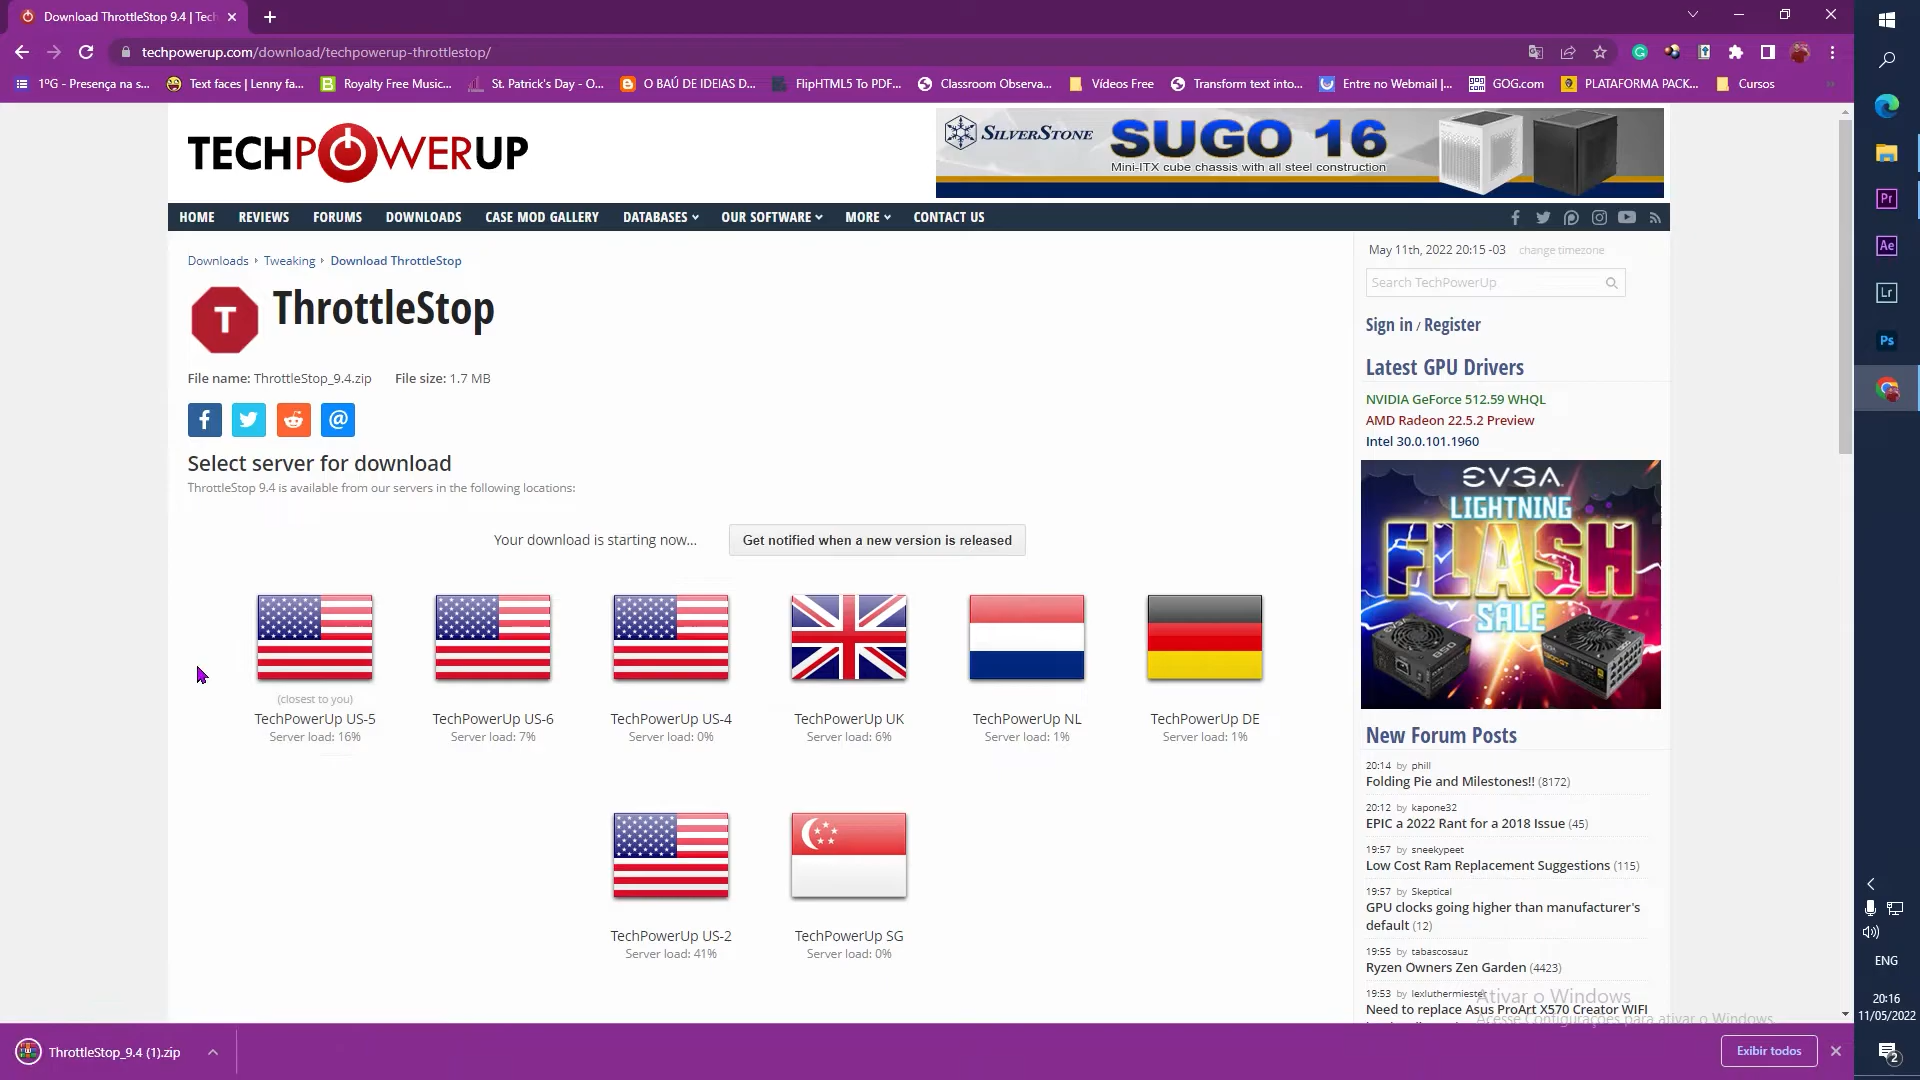 Download ThrottleStop 9.4 | Tech
techpowerup.com/download/techpowerup-throttlestop/
1ºG - Presença na s...
Text faces | Lenny fa...
Royalty Free Music...
St. Patrick's Day - O...
O BAÚ DE IDEIAS D...
FlipHTML5 To PDF...
Classroom Observa...
Vídeos Free
Transform text into...
Entre no Webmail |...
GOG.com
PLATAFORMA PACK...
Cursos
TECHPOWERUP
SILVERSTONE
SUGO 16
Mini-ITX cube chassis with all steel construction
HOME REVIEWS FORUMS DOWNLOADS CASE MOD GALLERY DATABASES OUR SOFTWARE MORE CONTACT US
Downloads Tweaking Download ThrottleStop
T
ThrottleStop
File name: ThrottleStop_9.4.zip File size: 1.7 MB
Select server for download
ThrottleStop 9.4 is available from our servers in the following locations:
Your download is starting now...
Get notified when a new version is released
(closest to you)
TechPowerUp US-5
Server load: 16%
TechPowerUp US-6
Server load: 7%
TechPowerUp US-4
Server load: 0%
TechPowerUp UK
Server load: 6%
TechPowerUp NL
Server load: 1%
TechPowerUp DE
Server load: 1%
TechPowerUp US-2
Server load: 41%
TechPowerUp SG
Server load: 0%
May 11th, 2022 20:15 -03 change timezone
Search TechPowerUp
Sign in / Register
Latest GPU Drivers
NVIDIA GeForce 512.59 WHQL
AMD Radeon 22.5.2 Preview
Intel 30.0.101.1960
EVGA
LIGHTNING
FLASH
SALE
New Forum Posts
20:14 by phill
Folding Pie and Milestones!! (8172)
20:12 by kapone32
EPIC a 2022 Rant for a 2018 Issue (45)
19:57 by sneekypeet
Low Cost Ram Replacement Suggestions (115)
19:57 by Skeptical
GPU clocks going higher than manufacturer's
default (12)
19:55 by tabascosauz
Ryzen Owners Zen Garden (4423)
19:53 by lexluthermiester
Need to replace Asus ProArt X570 Creator WIFI
Ativar o Windows
Acesse Configurações para ativar o Windows.
ThrottleStop_9.4 (1).zip
Exibir todos
Pr
Ae
Lr
Ps
ENG
20:16
11/05/2022
2